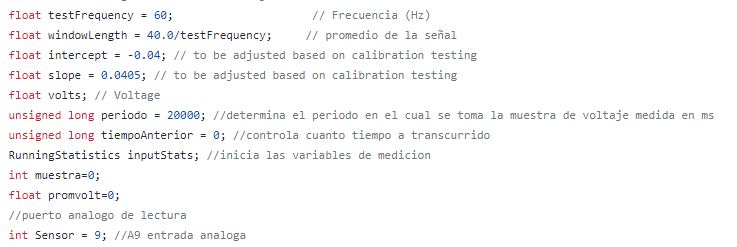 float testFrequency = 60;                     // Frecuencia (Hz)
float windowLength = 40.0/testFrequency;     // promedio de la señal
float intercept = -0.04; // to be adjusted based on calibration testing
float slope = 0.0405; // to be adjusted based on calibration testing
float volts; // Voltage
unsigned long periodo = 20000; //determina el periodo en el cual se toma la muestra de voltaje medida en ms
unsigned long tiempoAnterior = 0; //controla cuanto tiempo a transcurrido
RunningStatistics inputStats; //inicia las variables de medicion
int muestra=0;
float promvolt=0;
//puerto analogo de lectura
int Sensor = 9; //A9 entrada analoga